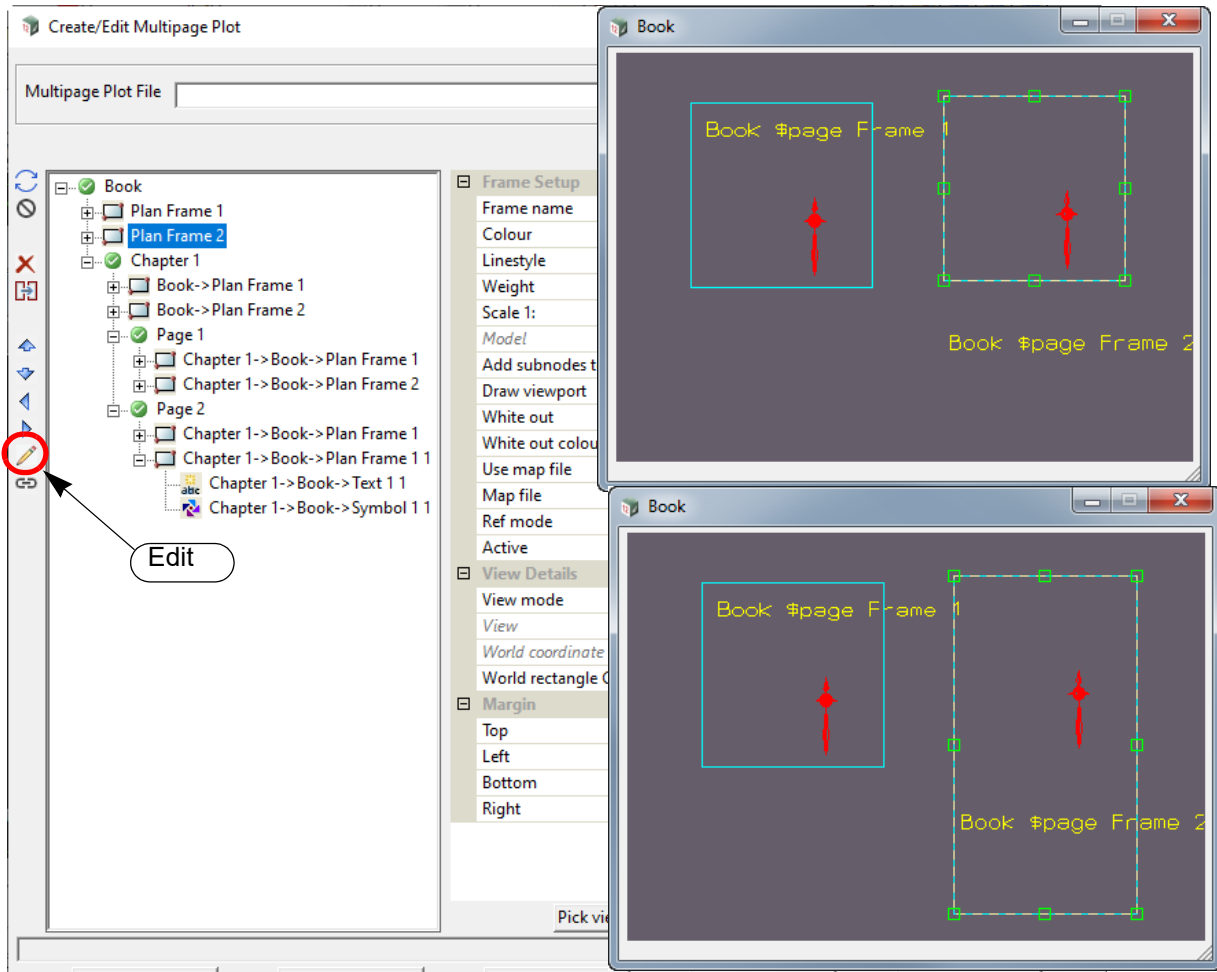 Create/Edit Multipage Plot
Multipage Plot File
Book
Plan Frame 1
Plan Frame 2
Chapter 1
Book->Plan Frame 1
Book->Plan Frame 2
Page 1
Chapter 1->Book->Plan Frame 1
Chapter 1->Book->Plan Frame 2
Page 2
Chapter 1->Book->Plan Frame 1
Chapter 1->Book->Plan Frame 1 1
abc Chapter 1->Book->Text 1 1
Chapter 1->Book->Symbol 1 1
Edit
Frame Setup
Frame name
Colour
Linestyle
Weight
Scale 1:
Model
Add subnodes t
Draw viewport
White out
White out colou
Use map file
Map file
Ref mode
Active
View Details
View mode
View
World coordinate
World rectangle
Margin
Top
Left
Bottom
Right
Pick vie
Book
Book $page Frame 1
Book $page Frame 2
Book
Book $page Frame 1
Book $page Frame 2